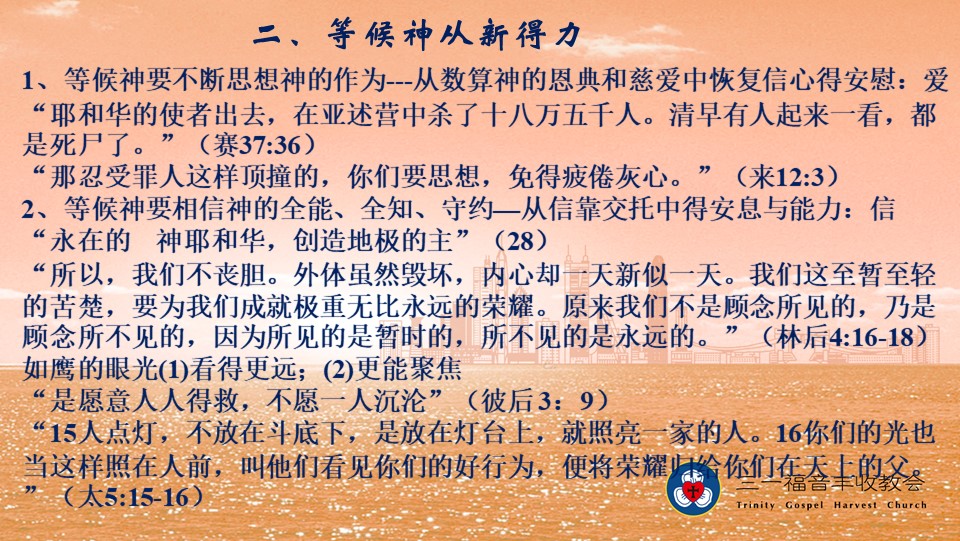 二、等候神从新得力
1、等候神要不断思想神的作为---从数算神的恩典和慈爱中恢复信心得安慰：爱
“耶和华的使者出去，在亚述营中杀了十八万五千人。清早有人起来一看，都
是死尸了。”（赛37:36）
“那忍受罪人这样顶撞的，你们要思想，免得疲倦灰心。”（来12:3）
2、等候神要相信神的全能、全知、守约—从信靠交托中得安息与能力：信
“永在的　神耶和华，创造地极的主”（28）
“所以，我们不丧胆。外体虽然毁坏，内心却一天新似一天。我们这至暂至轻
的苦楚，要为我们成就极重无比永远的荣耀。原来我们不是顾念所见的，乃是
顾念所不见的，因为所见的是暂时的，所不见的是永远的。”（林后4:16-18）
如鹰的眼光(1)看得更远；(2)更能聚焦
“是愿意人人得救，不愿一人沉沦”（彼后3：9）
“15人点灯，不放在斗底下，是放在灯台上，就照亮一家的人。16你们的光也
当这样照在人前，叫他们看见你们的好行为，便将荣耀归给你们在天上的父。
”（太5:15-16）
三一福音丰收教会
Trinity Gospel Harvest Church